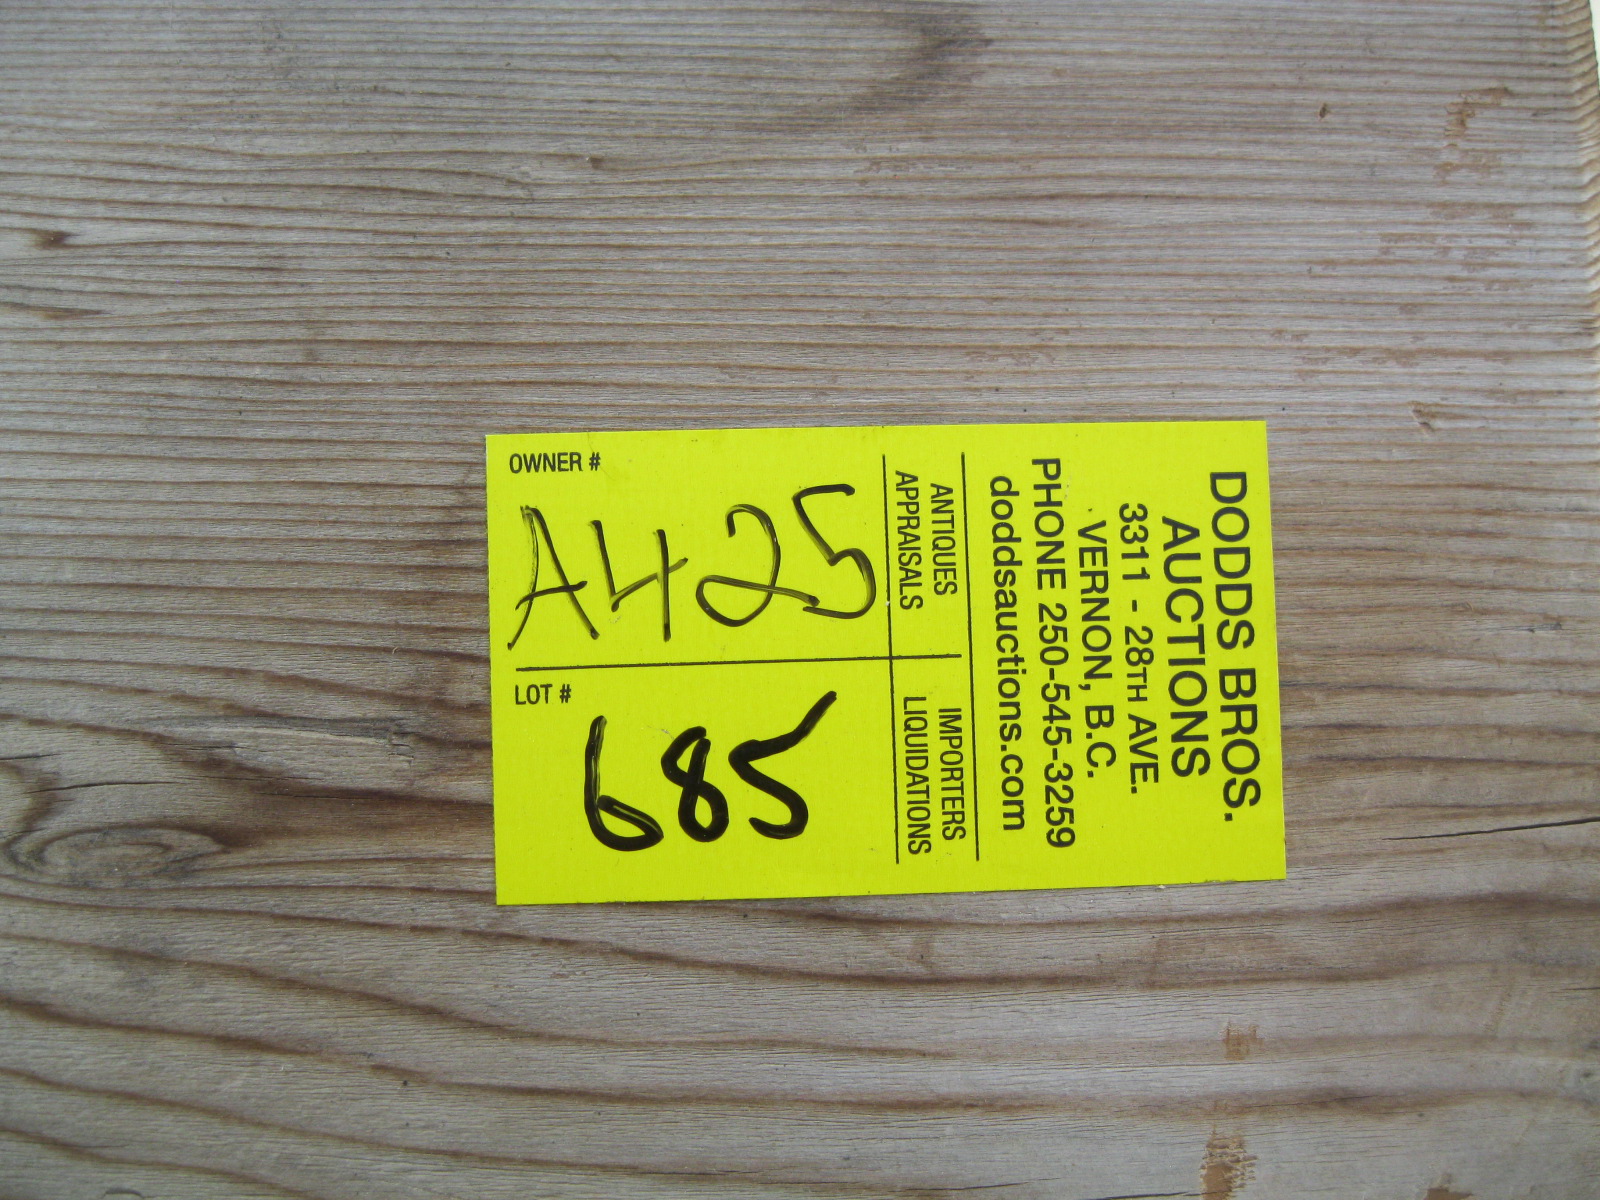 DODDS BROS.
AUCTIONS
3311 - 28TH AVE.
VERNON, B.C.
PHONE 250-545-3259
doddsauctions.com
ANTIQUES
APPRAISALS
IMPORTERS
LIQUIDATIONS
OWNER #
A425
LOT #
685